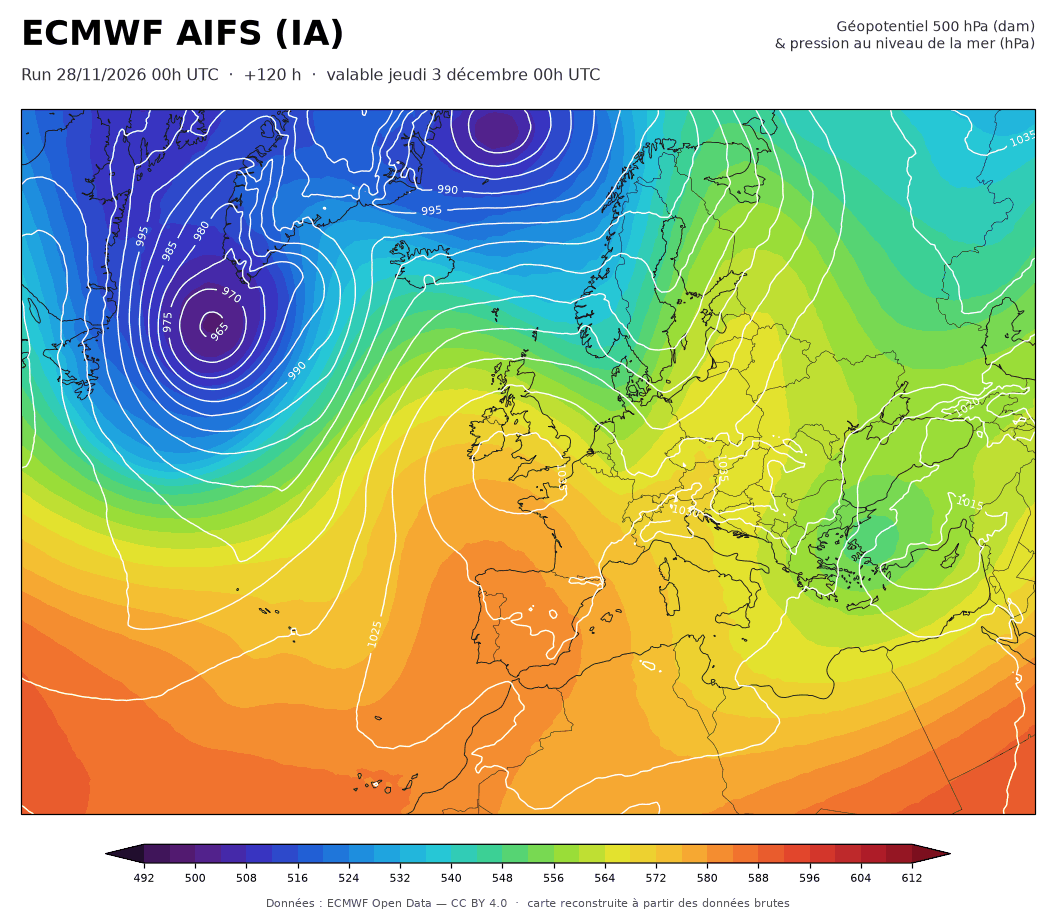 ECMWF AIFS (IA)
Géopotentiel 500 hPa (dam)
& pression au niveau de la mer (hPa)
Run 28/11/2026 00h UTC · +120 h · valable jeudi 3 décembre 00h UTC
1035
990
995
995
985
980
970
975
965
990
1020
1035
1015
1025
492 500 508 516 524 532 540 548 556 564 572 580 588 596 604 612
Données : ECMWF Open Data — CC BY 4.0 · carte reconstruite à partir des données brutes